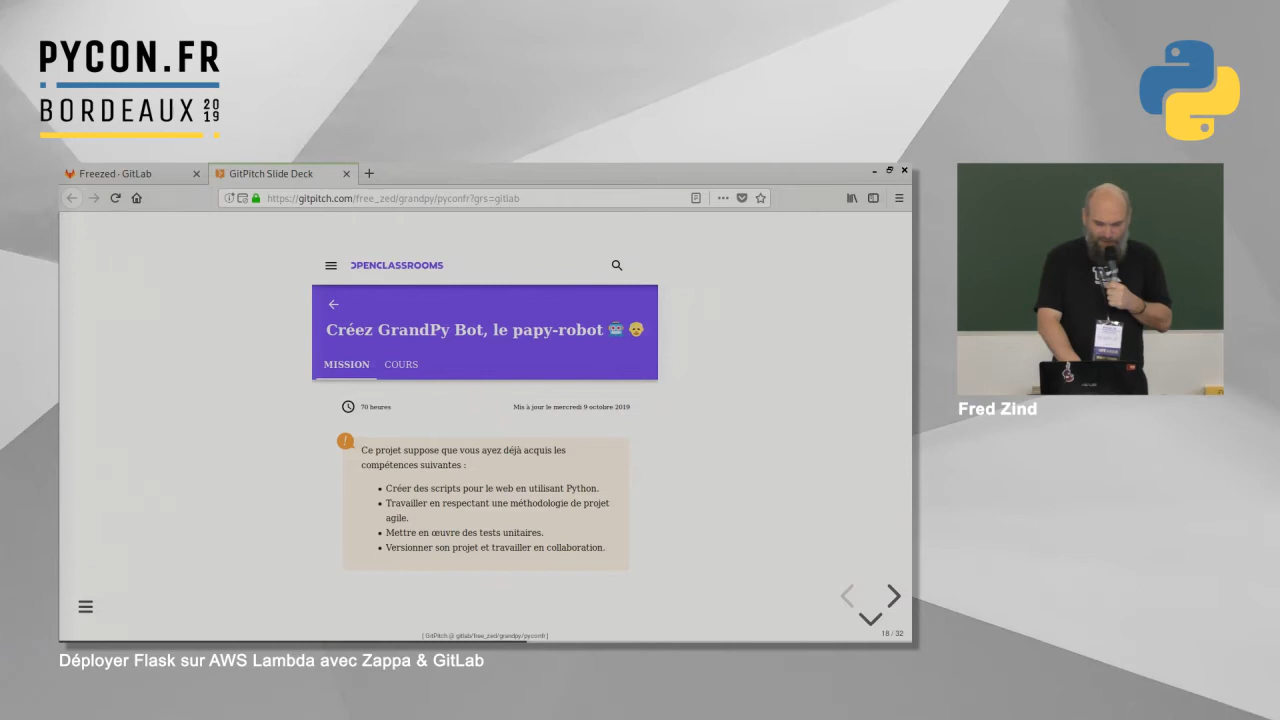 PYCON.FR
BORDEAUX 2019
Freezed · GitLab
GitPitch Slide Deck
https://gitpitch.com/free_zed/grandpy/pyconfr?grs=gitlab
OPENCLASSROOMS
Créez GrandPy Bot, le papy-robot 🤖 👴
MISSION COURS
70 heures
Mis à jour le mercredi 9 octobre 2019
!
Ce projet suppose que vous ayez déjà acquis les
compétences suivantes :
• Créer des scripts pour le web en utilisant Python.
• Travailler en respectant une méthodologie de projet
agile.
• Mettre en œuvre des tests unitaires.
• Versionner son projet et travailler en collaboration.
18 / 32
[ GitPitch @ gitlab/free_zed/grandpy/pyconfr ]
Fred Zind
Déployer Flask sur AWS Lambda avec Zappa & GitLab